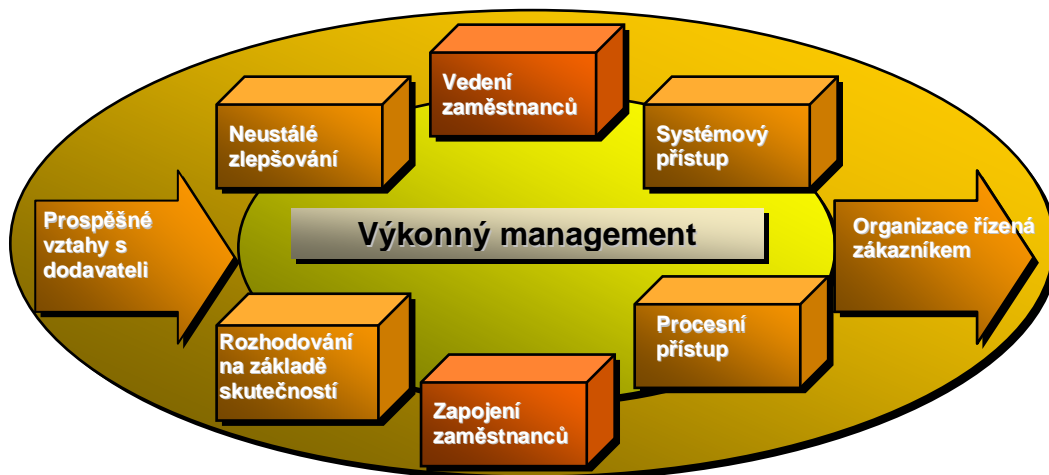 Vedení
zaměstnanců
Neustálé
zlepšování
Systémový
přístup
Prospěšné
vztahy s
dodavateli
Výkonný management
Organizace řízená
zákazníkem
Rozhodování
na základě
skutečností
Procesní
přístup
Zapojení
zaměstnanců